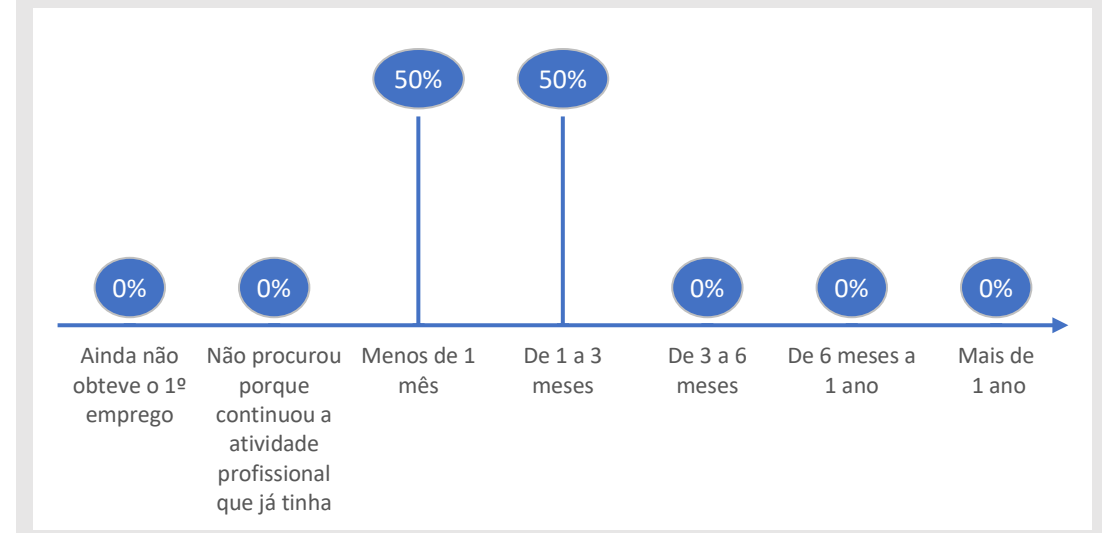 50%
50%
0%
0%
0%
0%
0%
Ainda não
obteve o 1º
emprego
Não procurou
porque
continuou a
atividade
profissional
que já tinha
Menos de 1
mês
De 1 a 3
meses
De 3 a 6
meses
De 6 meses a
1 ano
Mais de
1 ano